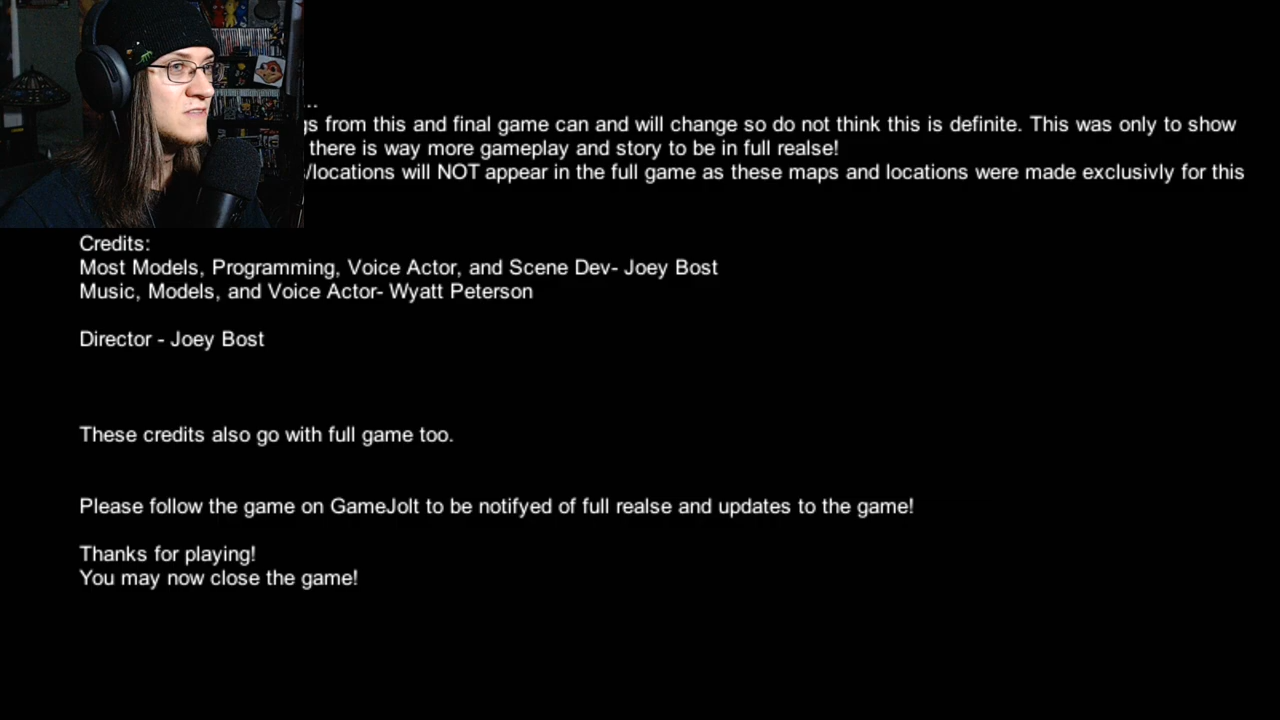 ..
gs from this and final game can and will change so do not think this is definite. This was only to show
there is way more gameplay and story to be in full realse!
/locations will NOT appear in the full game as these maps and locations were made exclusivly for this
Credits:
Most Models, Programming, Voice Actor, and Scene Dev- Joey Bost
Music, Models, and Voice Actor- Wyatt Peterson
Director - Joey Bost
These credits also go with full game too.
Please follow the game on GameJolt to be notifyed of full realse and updates to the game!
Thanks for playing!
You may now close the game!